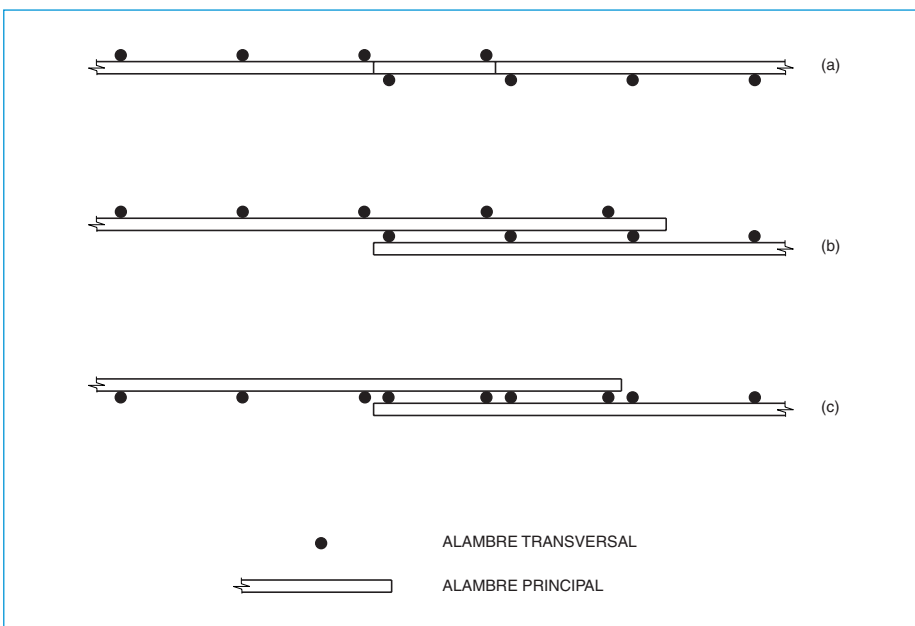 (a)
(b)
(c)
ALAMBRE TRANSVERSAL
ALAMBRE PRINCIPAL